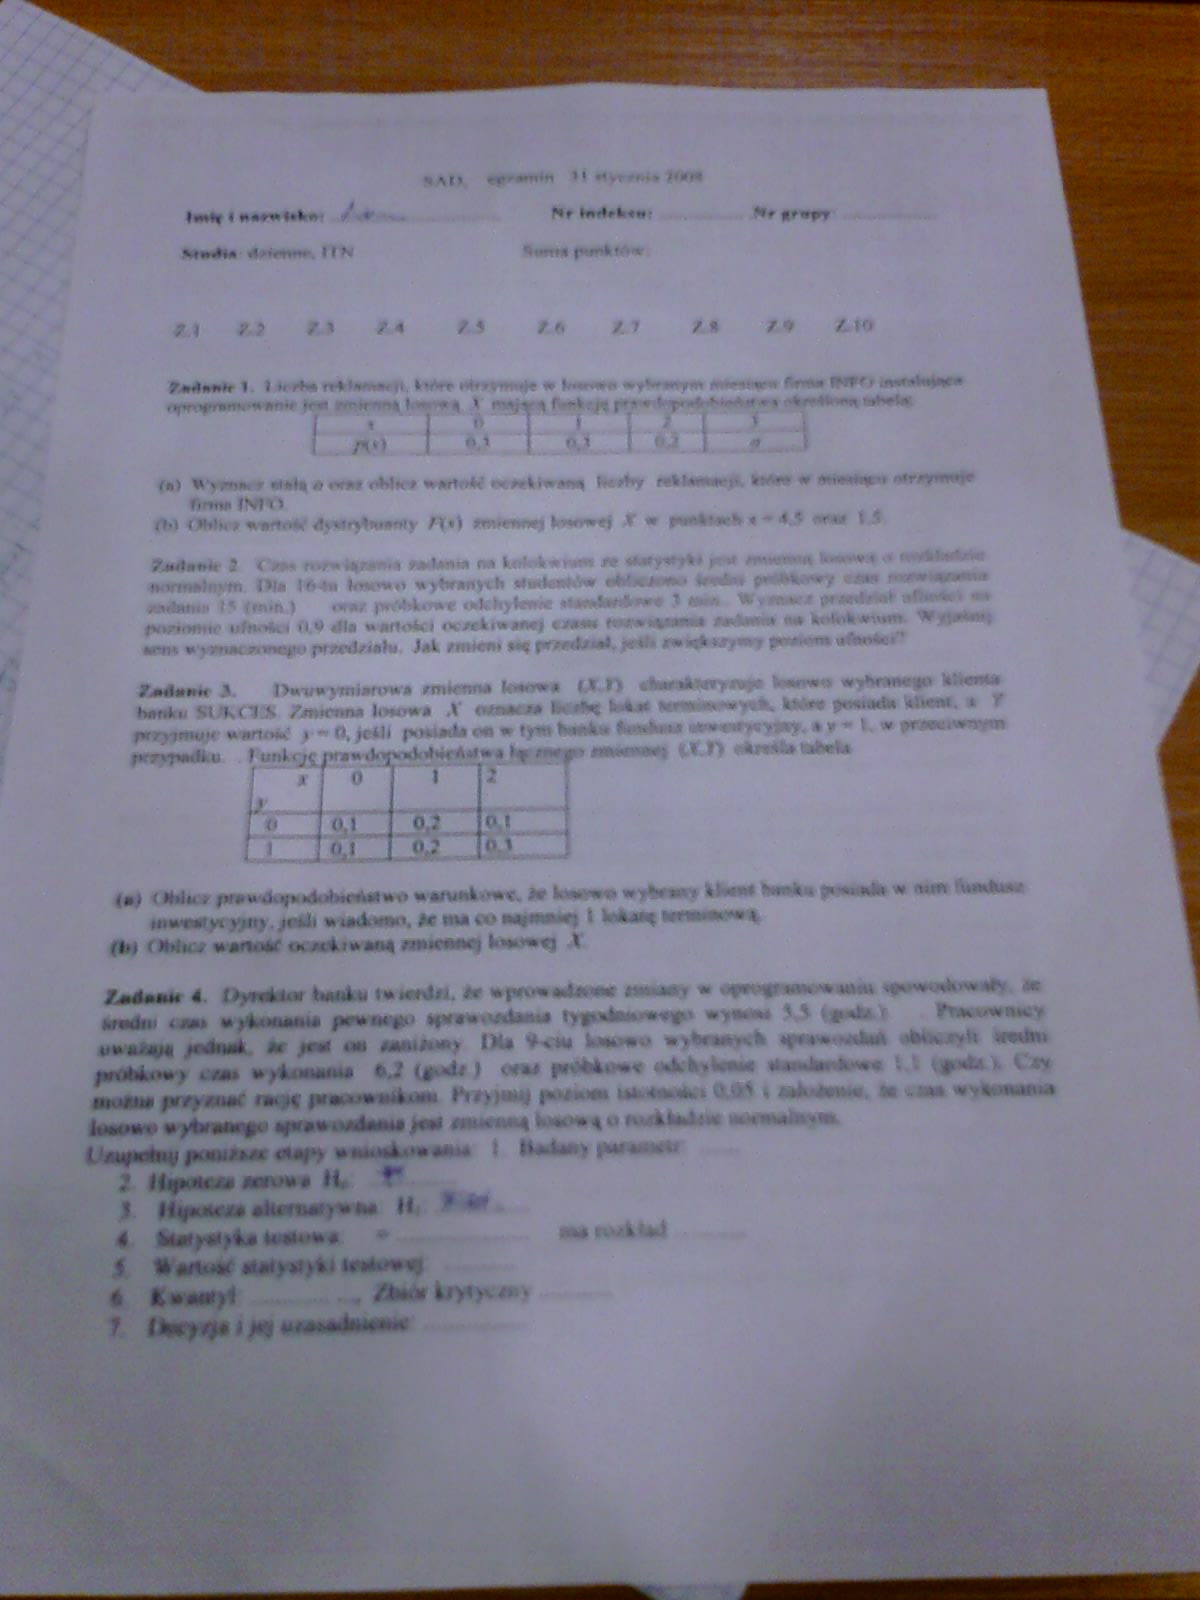 SAD, egzamin 31 stycznia 2008
Imię i nazwisko: Nr indeksu: Nr grupy
Studia: dzienne, ITN Suma punktów:
Z.1 Z.2 Z.3 Z.4 Z.5 Z.6 Z.7 Z.8 Z.9 Z.10
Zadanie 1. Liczba reklamacji, które otrzymuje w losowo wybranym miesiącu firma INFO instalująca
oprogramowanie jest zmienną losową X mającą funkcję prawdopodobieństwa określoną tabelą:
x 0 1 2 3
p(x) 0,3 0,3 0,2 a
(a) Wyznacz stałą a oraz oblicz wartość oczekiwaną liczby reklamacji, które w miesiącu otrzymuje
firma INFO.
(b) Oblicz wartość dystrybuanty F(x) zmiennej losowej X w punktach x = 4,5 oraz 1,5.
Zadanie 2. Czas rozwiązania zadania na kolokwium ze statystyki jest zmienną losową o rozkładzie
normalnym. Dla 16-tu losowo wybranych studentów obliczono średni próbkowy czas rozwiązania
zadania 15 (min.) oraz próbkowe odchylenie standardowe 3 min. Wyznacz przedział ufności na
poziomie ufności 0,9 dla wartości oczekiwanej czasu rozwiązania zadania na kolokwium. Wyjaśnij
sens wyznaczonego przedziału. Jak zmieni się przedział, jeśli zwiększymy poziom ufności?
Zadanie 3. Dwuwymiarowa zmienna losowa (X,Y) charakteryzuje losowo wybranego klienta
banku SUKCES. Zmienna losowa X oznacza liczbę lokat terminowych, które posiada klient, a Y
przyjmuje wartość y = 0, jeśli posiada on w tym banku fundusz inwestycyjny, a y = 1, w przeciwnym
przypadku. Funkcję prawdopodobieństwa łącznego zmiennej (X,Y) określa tabela
x 0 1 2
y
0 0,1 0,2 0,1
1 0,1 0,2 0,3
(a) Oblicz prawdopodobieństwo warunkowe, że losowo wybrany klient banku posiada w nim fundusz
inwestycyjny, jeśli wiadomo, że ma co najmniej 1 lokatę terminową.
(b) Oblicz wartość oczekiwaną zmiennej losowej X.
Zadanie 4. Dyrektor banku twierdzi, że wprowadzone zmiany w oprogramowaniu spowodowały, że
średni czas wykonania pewnego sprawozdania tygodniowego wynosi 5,5 (godz.) Pracownicy
uważają jednak, że jest on zaniżony. Dla 9-ciu losowo wybranych sprawozdań obliczyli średni
próbkowy czas wykonania 6,2 (godz.) oraz próbkowe odchylenie standardowe 1,1 (godz.). Czy
można przyznać rację pracownikom. Przyjmij poziom istotności 0,05 i założenie, że czas wykonania
losowo wybranego sprawozdania jest zmienną losową o rozkładzie normalnym.
Uzupełnij poniższe etapy wnioskowania: 1. Badany parametr:
2. Hipoteza zerowa H₀:
3. Hipoteza alternatywna: H₁:
4. Statystyka testowa: = ma rozkład
5. Wartość statystyki testowej
6. Kwantyl: Zbiór krytyczny
7. Decyzja i jej uzasadnienie: